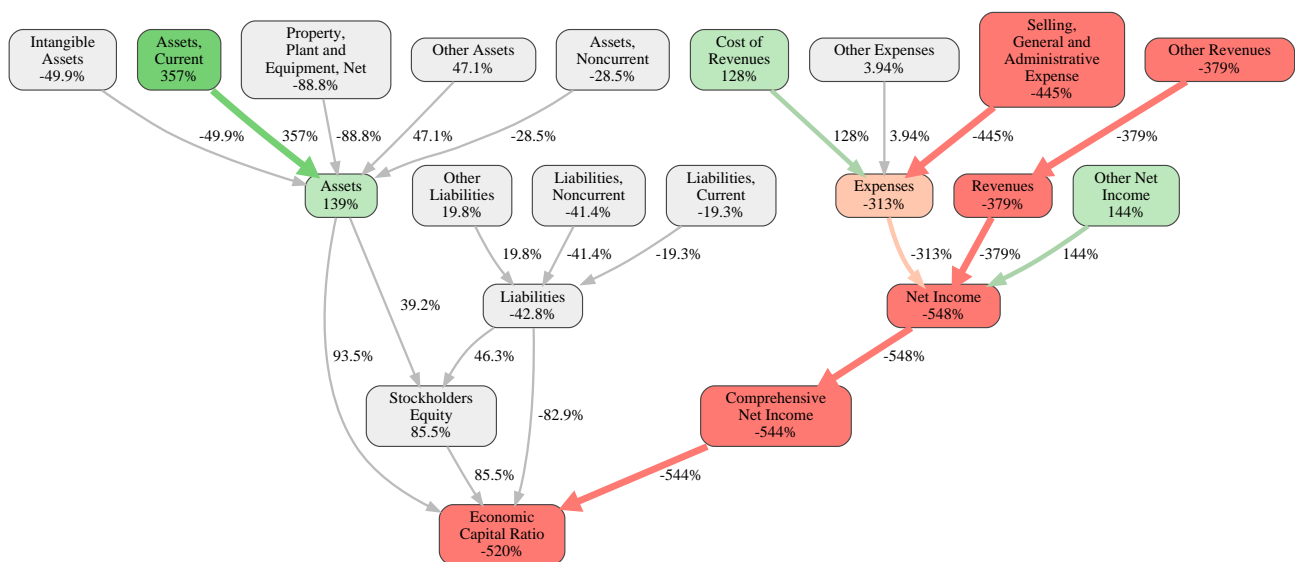 Intangible
Assets
-49.9%
Assets,
Current
357%
Property,
Plant and
Equipment, Net
-88.8%
Other Assets
47.1%
Assets,
Noncurrent
-28.5%
Cost of
Revenues
128%
Other Expenses
3.94%
Selling,
General and
Administrative
Expense
-445%
Other Revenues
-379%
-49.9%
357%
-88.8%
47.1%
-28.5%
128%
3.94%
-445%
-379%
Assets
139%
Other
Liabilities
19.8%
Liabilities,
Noncurrent
-41.4%
Liabilities,
Current
-19.3%
Expenses
-313%
Revenues
-379%
Other Net
Income
144%
19.8%
-41.4%
-19.3%
-313%
-379%
144%
Liabilities
-42.8%
Net Income
-548%
39.2%
93.5%
46.3%
-548%
Stockholders
Equity
85.5%
-82.9%
Comprehensive
Net Income
-544%
85.5%
-544%
Economic
Capital Ratio
-520%